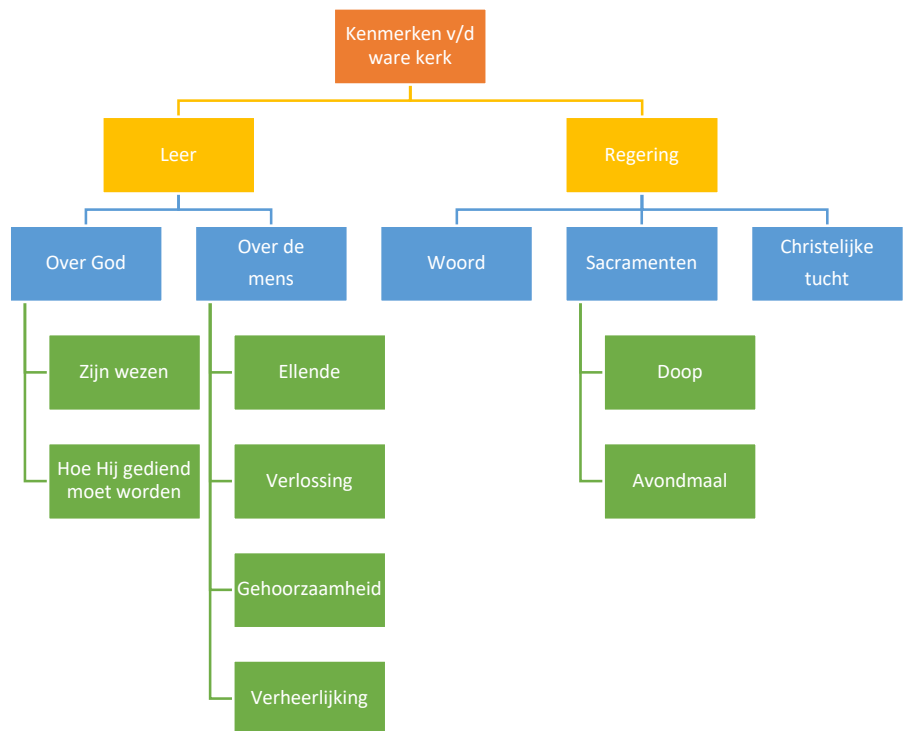 Kenmerken v/d
ware kerk
Leer
Regering
Over God
Over de
mens
Woord
Sacramenten
Christelijke
tucht
Zijn wezen
Ellende
Doop
Hoe Hij gediend
moet worden
Verlossing
Avondmaal
Gehoorzaamheid
Verheerlijking